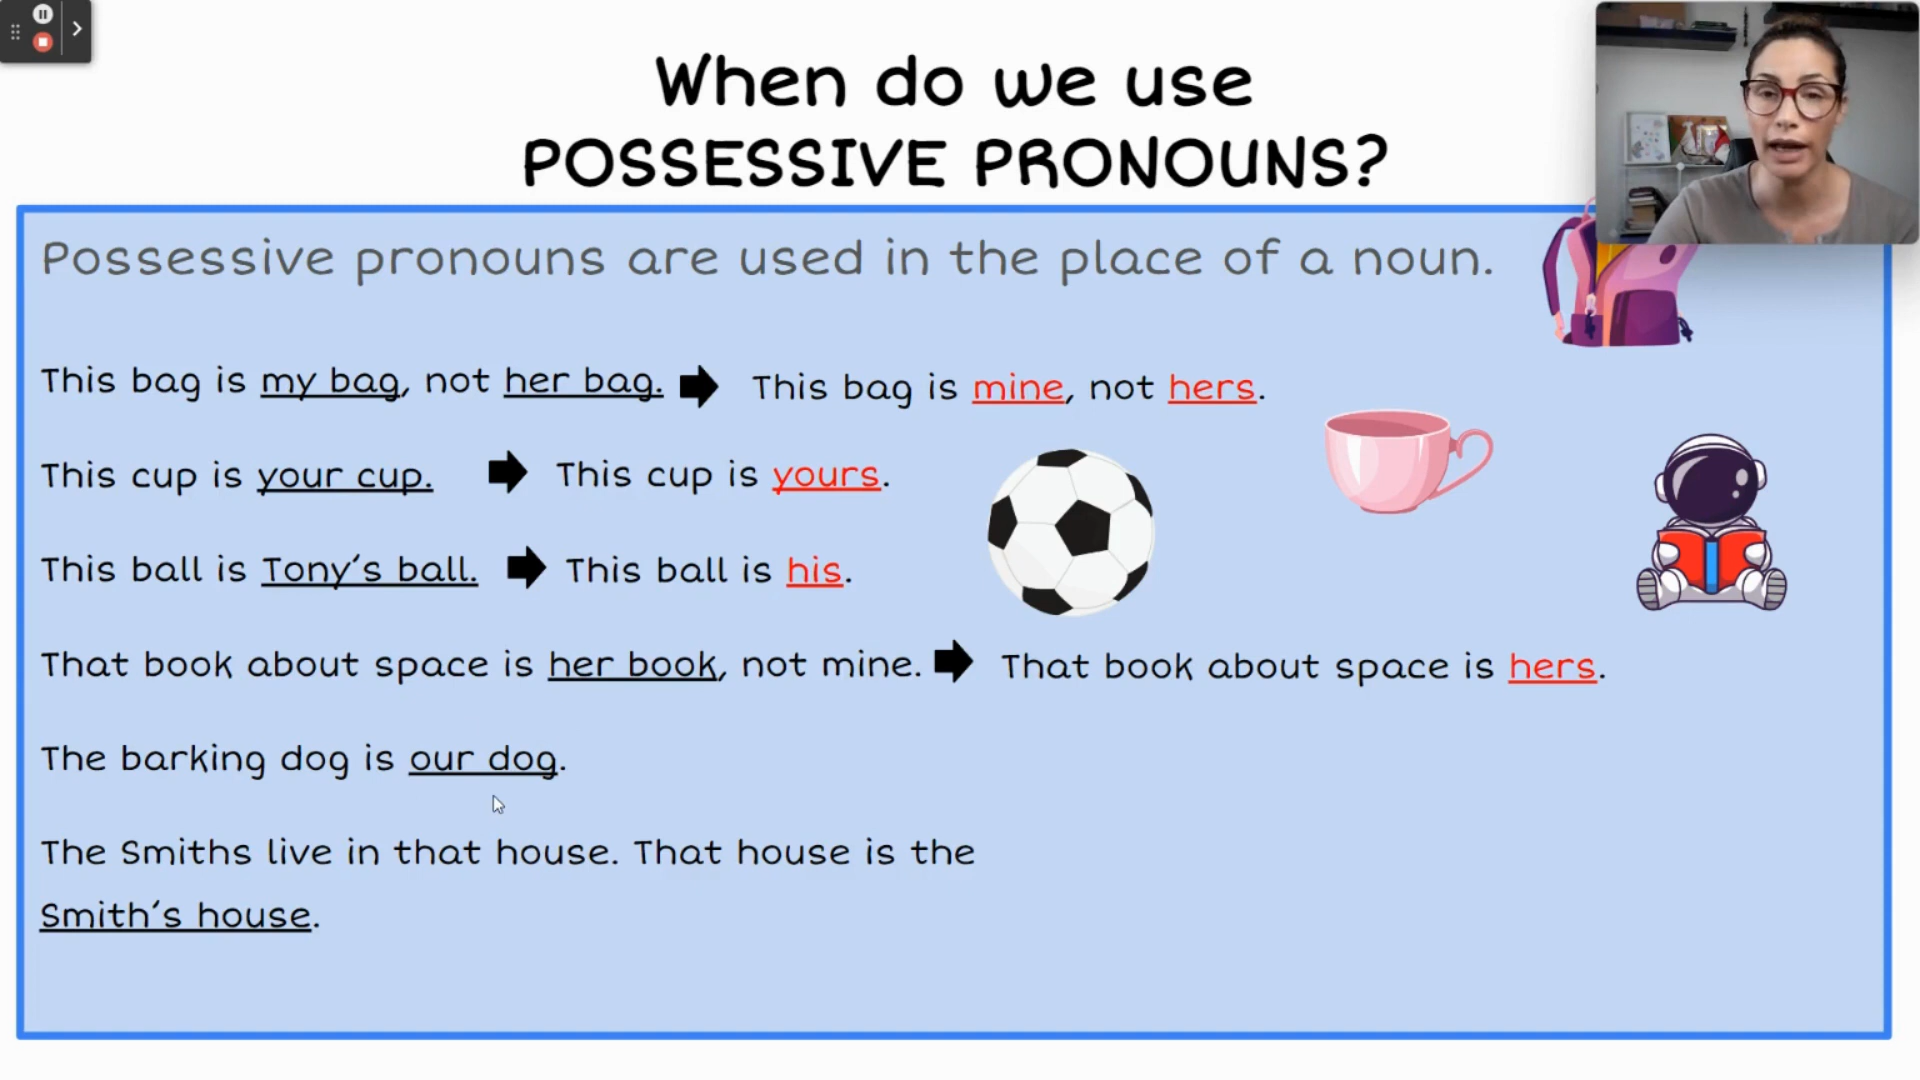 When do we use
POSSESSIVE PRONOUNS?
Possessive pronouns are used in the place of a noun.
This bag is my bag, not her bag. This bag is mine, not hers.
This cup is your cup. This cup is yours.
This ball is Tony's ball. This ball is his.
That book about space is her book, not mine. That book about space is hers.
The barking dog is our dog.
The Smiths live in that house. That house is the
Smith's house.